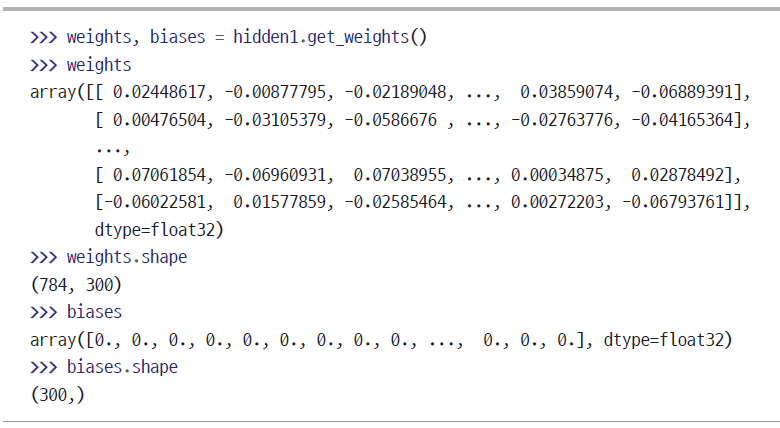 >>> weights, biases = hidden1.get_weights()
>>> weights
array([[ 0.02448617, -0.00877795, -0.02189048, ...,  0.03859074, -0.06889391],
       [ 0.00476504, -0.03105379, -0.0586676 , ..., -0.02763776, -0.04165364],
       ...,
       [ 0.07061854, -0.06960931,  0.07038955, ..., 0.00034875,  0.02878492],
       [-0.06022581,  0.01577859, -0.02585464, ..., 0.00272203, -0.06793761]],
       dtype=float32)
>>> weights.shape
(784, 300)
>>> biases
array([0., 0., 0., 0., 0., 0., 0., 0., 0., ...,  0., 0., 0.], dtype=float32)
>>> biases.shape
(300,)